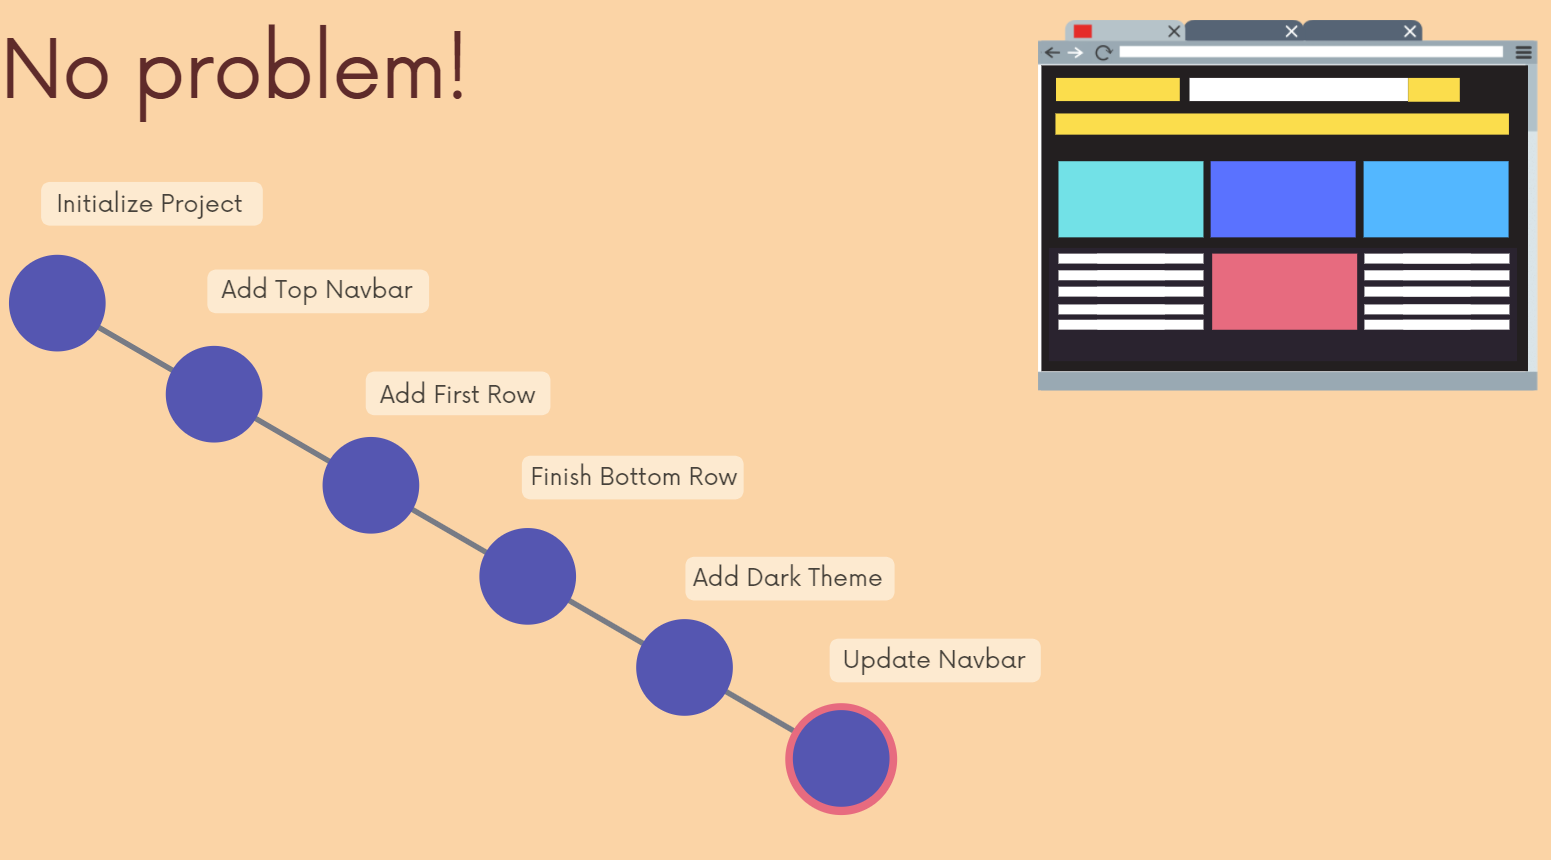 No problem!
Initialize Project
Add Top Navbar
Add First Row
Finish Bottom Row
Add Dark Theme
Update Navbar